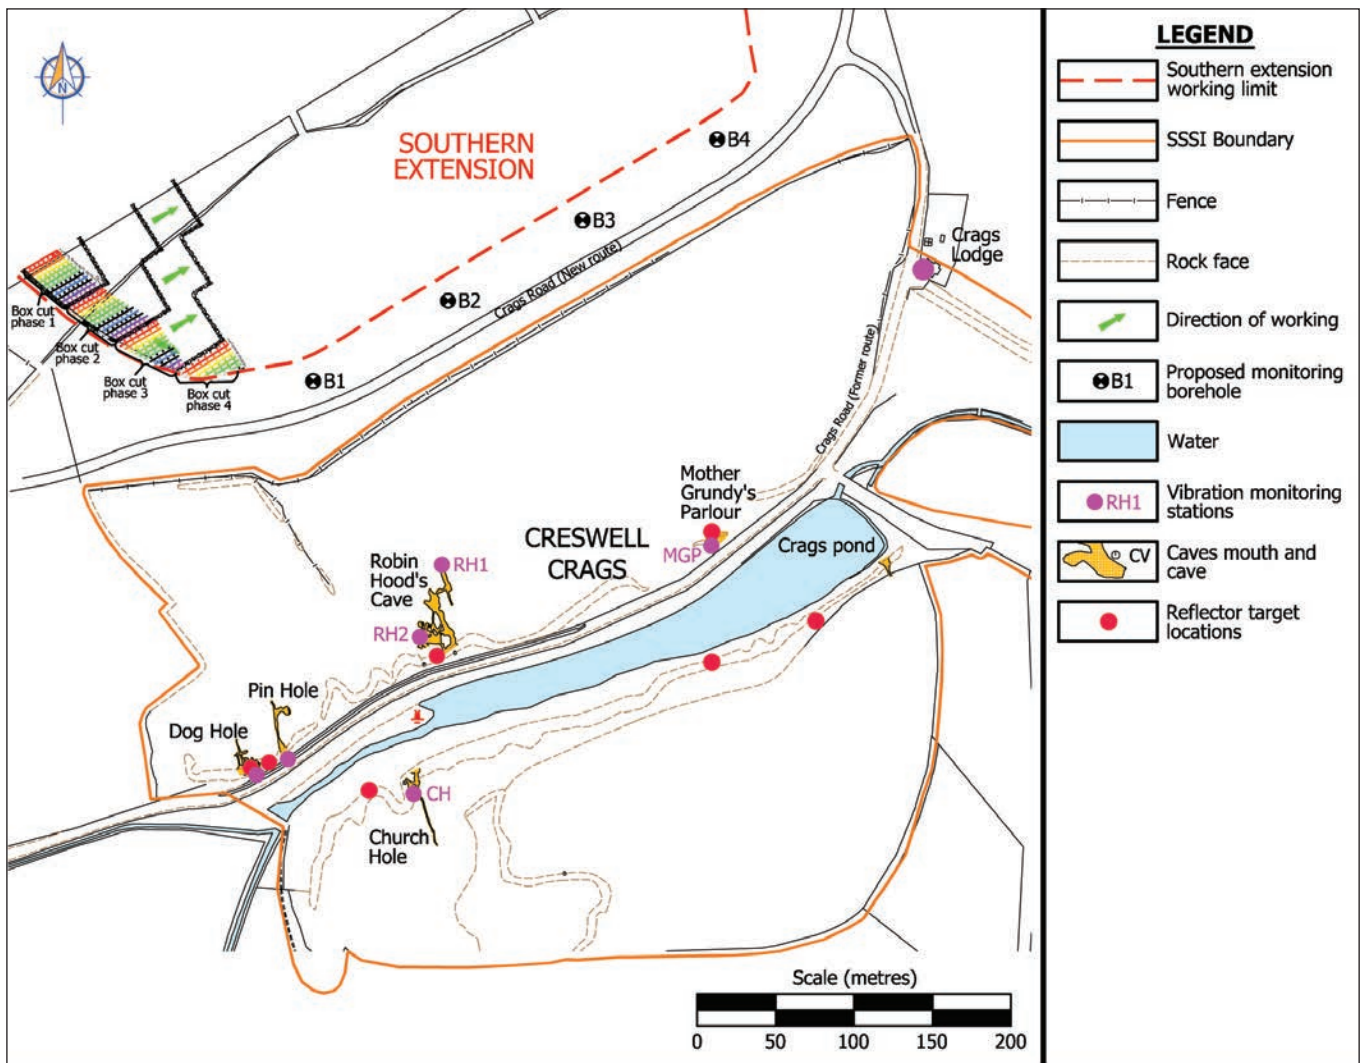 N
SOUTHERN
EXTENSION
B4
B3
B2
B1
Crags Road (New route)
Crags
Lodge
Box cut
phase 1
Box cut
phase 2
Box cut
phase 3
Box cut
phase 4
Crags Road (Former route)
Mother
Grundy's
Parlour
MGP
Crags pond
CRESWELL
CRAGS
Robin
Hood's
Cave
RH1
RH2
Pin Hole
Dog Hole
CH
Church
Hole
Scale (metres)
0 50 100 150 200
LEGEND
Southern extension
working limit
SSSI Boundary
Fence
Rock face
Direction of working
B1
Proposed monitoring
borehole
Water
RH1
Vibration monitoring
stations
CV
Caves mouth and
cave
Reflector target
locations